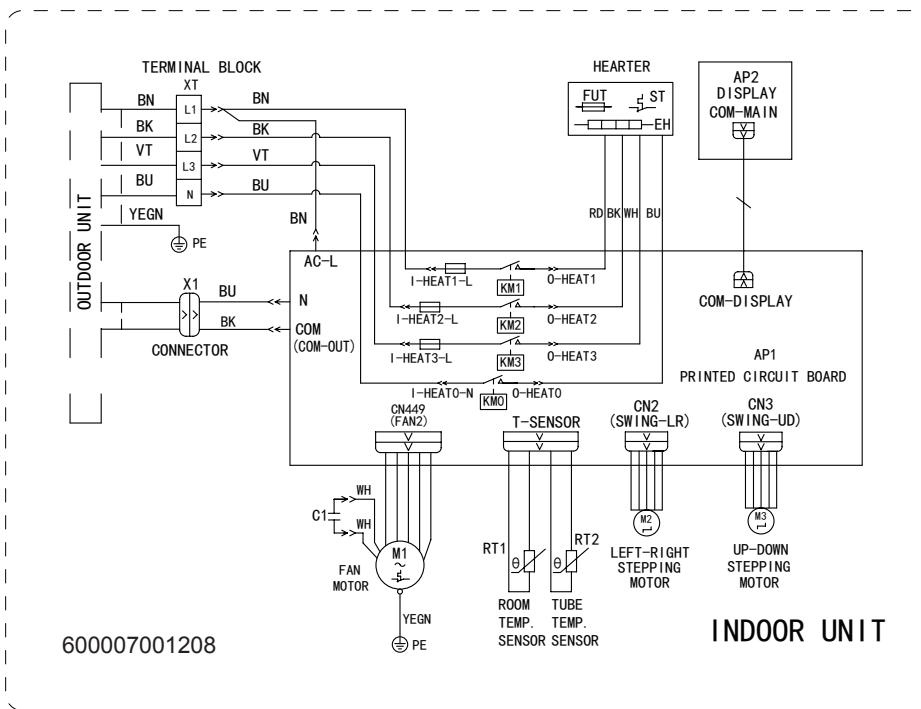 TERMINAL BLOCK
XT
HEARTER
FUT
ST
EH
AP2
DISPLAY
COM-MAIN
BN
L1
BN
BK
L2
BK
VT
L3
VT
BU
N
BU
YEGN
PE
OUTDOOR UNIT
BN
RD
BK
WH
BU
AC-L
X1
BU
N
BK
COM
(COM-OUT)
CONNECTOR
I-HEAT1-L
KM1
O-HEAT1
I-HEAT2-L
KM2
O-HEAT2
I-HEAT3-L
KM3
O-HEAT3
I-HEAT0-N
KM0
O-HEAT0
COM-DISPLAY
AP1
PRINTED CIRCUIT BOARD
CN449
(FAN2)
T-SENSOR
CN2
(SWING-LR)
CN3
(SWING-UD)
WH
C1
WH
M1
~
FAN
MOTOR
YEGN
PE
RT1
θ
θ
RT2
ROOM
TEMP.
SENSOR
TUBE
TEMP.
SENSOR
M2
LEFT-RIGHT
STEPPING
MOTOR
M3
UP-DOWN
STEPPING
MOTOR
600007001208
INDOOR UNIT